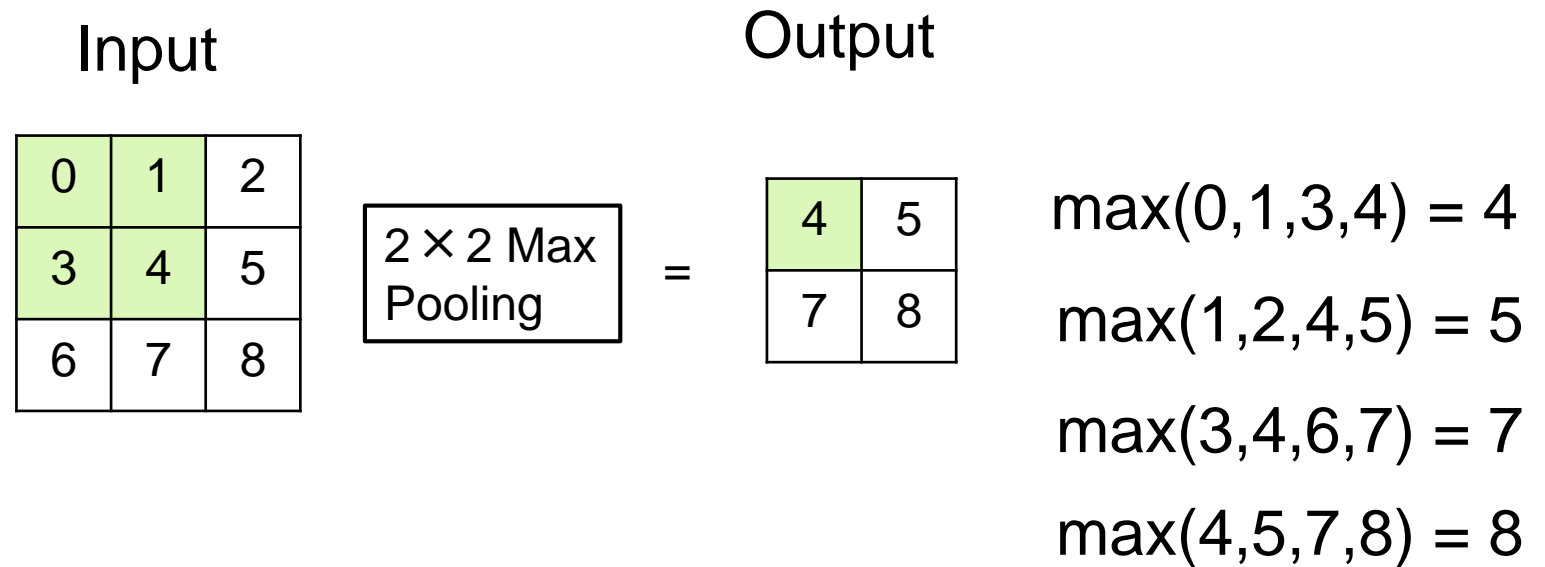 Input
0 1 2
3 4 5
6 7 8
2×2 Max
Pooling
=
Output
4 5
7 8
max(0,1,3,4) = 4
max(1,2,4,5) = 5
max(3,4,6,7) = 7
max(4,5,7,8) = 8